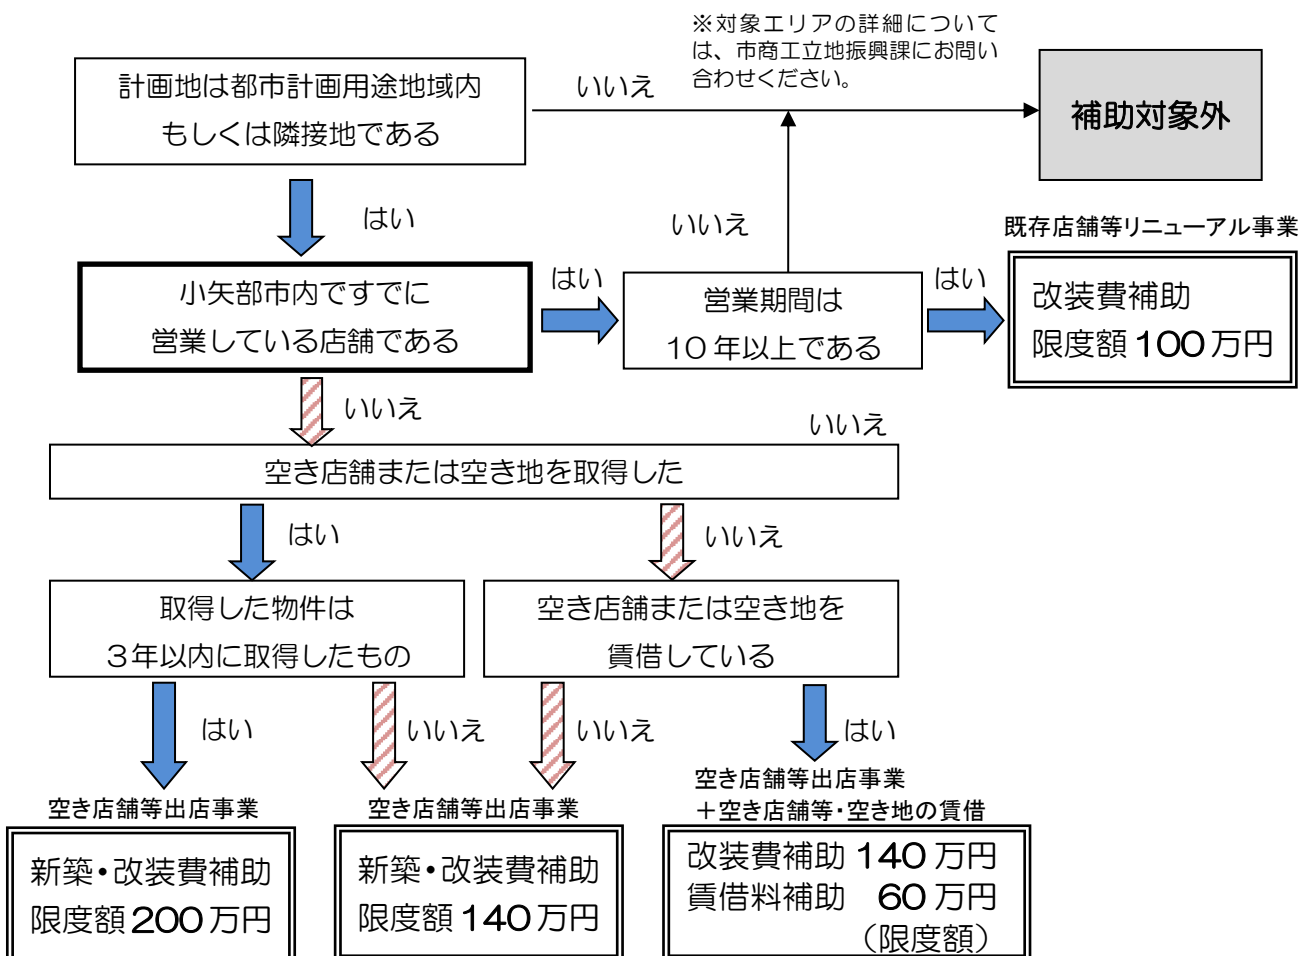 ※対象エリアの詳細について
は、市商工立地振興課にお問い
合わせください。
計画地は都市計画用途地域内
もしくは隣接地である
いいえ
補助対象外
はい
いいえ
既存店舗等リニューアル事業
小矢部市内ですでに
営業している店舗である
はい
営業期間は
10年以上である
はい
改装費補助
限度額100万円
いいえ
いいえ
空き店舗または空き地を取得した
はい
いいえ
取得した物件は
3年以内に取得したもの
空き店舗または空き地を
賃借している
はい
いいえ
いいえ
はい
空き店舗等出店事業
新築・改装費補助
限度額200万円
空き店舗等出店事業
新築・改装費補助
限度額140万円
空き店舗等出店事業
＋空き店舗等・空き地の賃借
改装費補助 140万円
賃借料補助 60万円
（限度額）